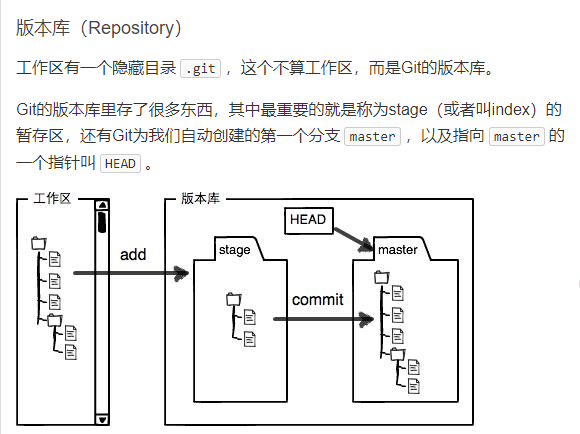 版本库（Repository）
工作区有一个隐藏目录 .git ，这个不算工作区，而是Git的版本库。
Git的版本库里存了很多东西，其中最重要的就是称为stage（或者叫index）的
暂存区，还有Git为我们自动创建的第一个分支 master ，以及指向 master 的
一个指针叫 HEAD 。
工作区
版本库
HEAD
add
stage
master
commit